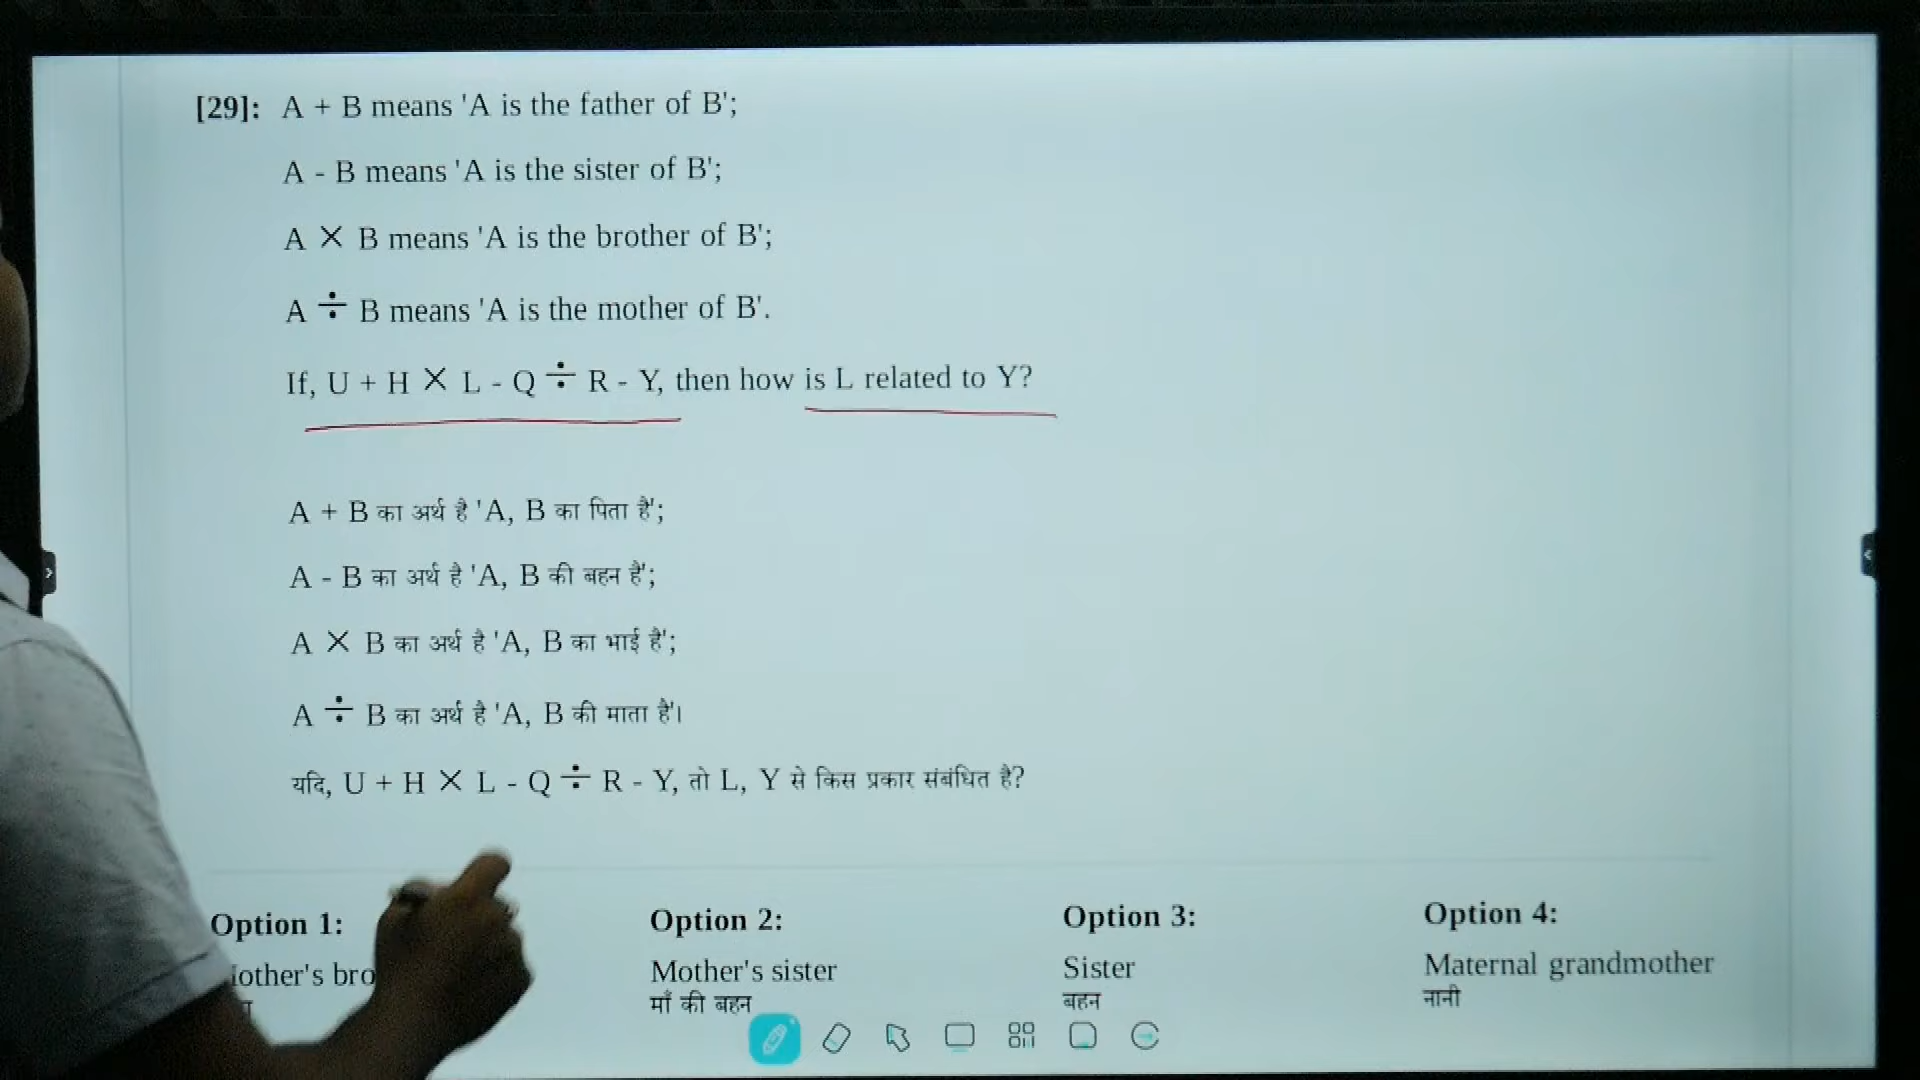 [29]: A + B means 'A is the father of B';
A - B means 'A is the sister of B';
A × B means 'A is the brother of B';
A ÷ B means 'A is the mother of B'.
If, U + H × L - Q ÷ R - Y, then how is L related to Y?
A + B का अर्थ है 'A, B का पिता है';
A - B का अर्थ है 'A, B की बहन है';
A × B का अर्थ है 'A, B का भाई है';
A ÷ B का अर्थ है 'A, B की माता है'।
यदि, U + H × L - Q ÷ R - Y, तो L, Y से किस प्रकार संबंधित है?
Option 1:
Option 2:
Option 3:
Option 4:
Mother's sister
Sister
Maternal grandmother
माँ की बहन
बहन
नानी